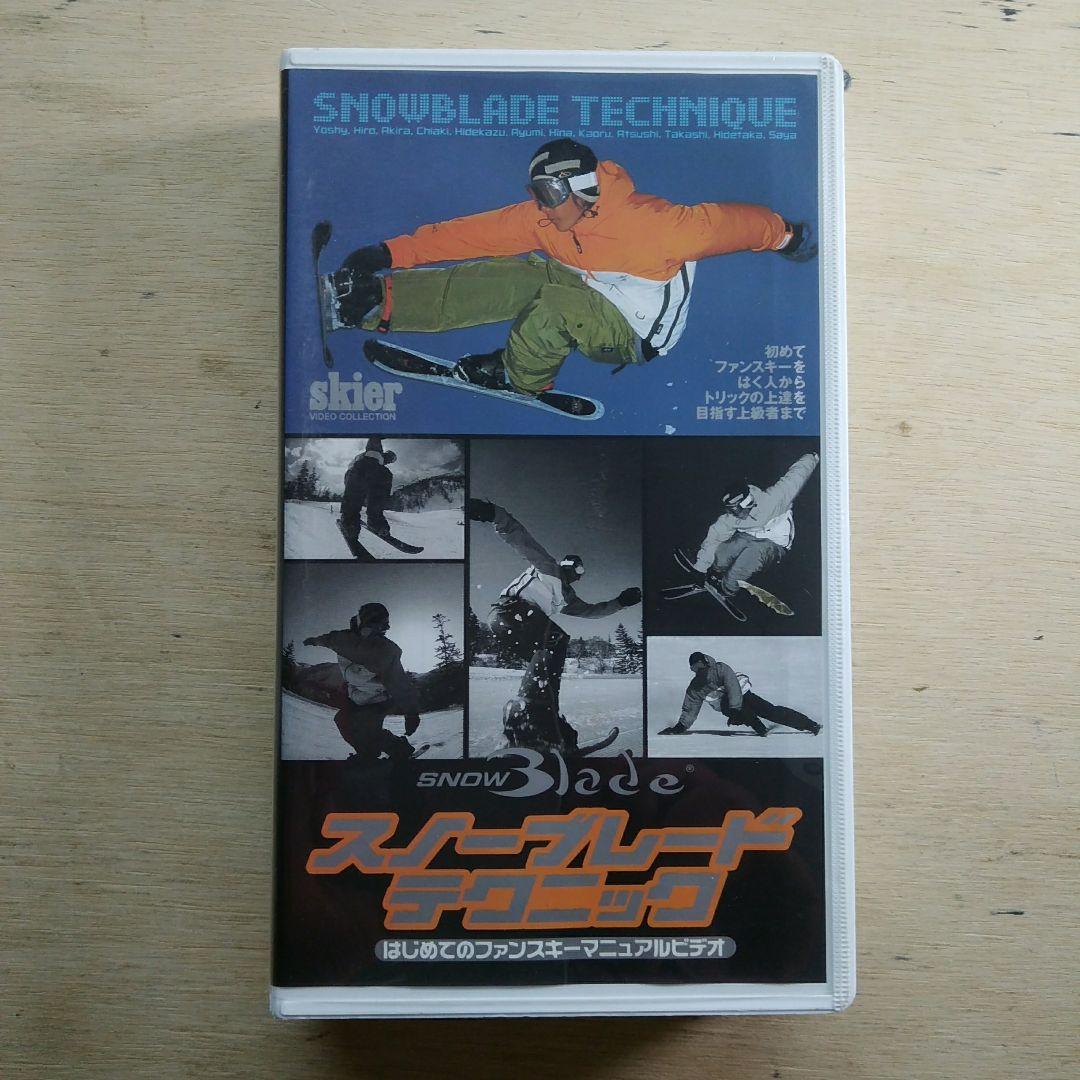 SNOWBLADE TECHNIQUE
Yoshy, Hiro, Akira, Chiaki, Hidekazu, Ayumi, Hina, Kaoru, Atsushi, Takashi, Hidetaka, Saya
初めて
ファンスキーを
はく人から
トリックの上達を
目指す上級者まで
skier
VIDEO COLLECTION
SNOW Blade®
スノーブレード
テクニック
はじめてのファンスキーマニュアルビデオ